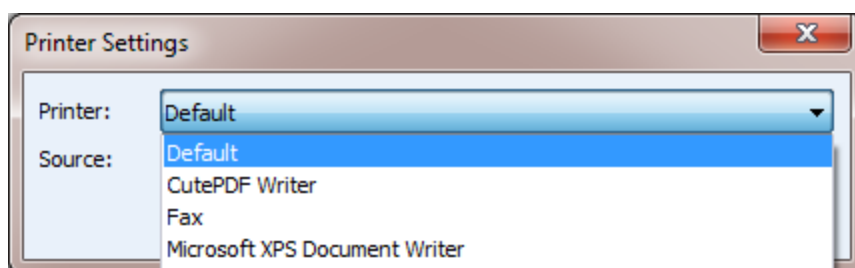 Printer Settings
Printer: Default
Source: Default
CutePDF Writer
Fax
Microsoft XPS Document Writer